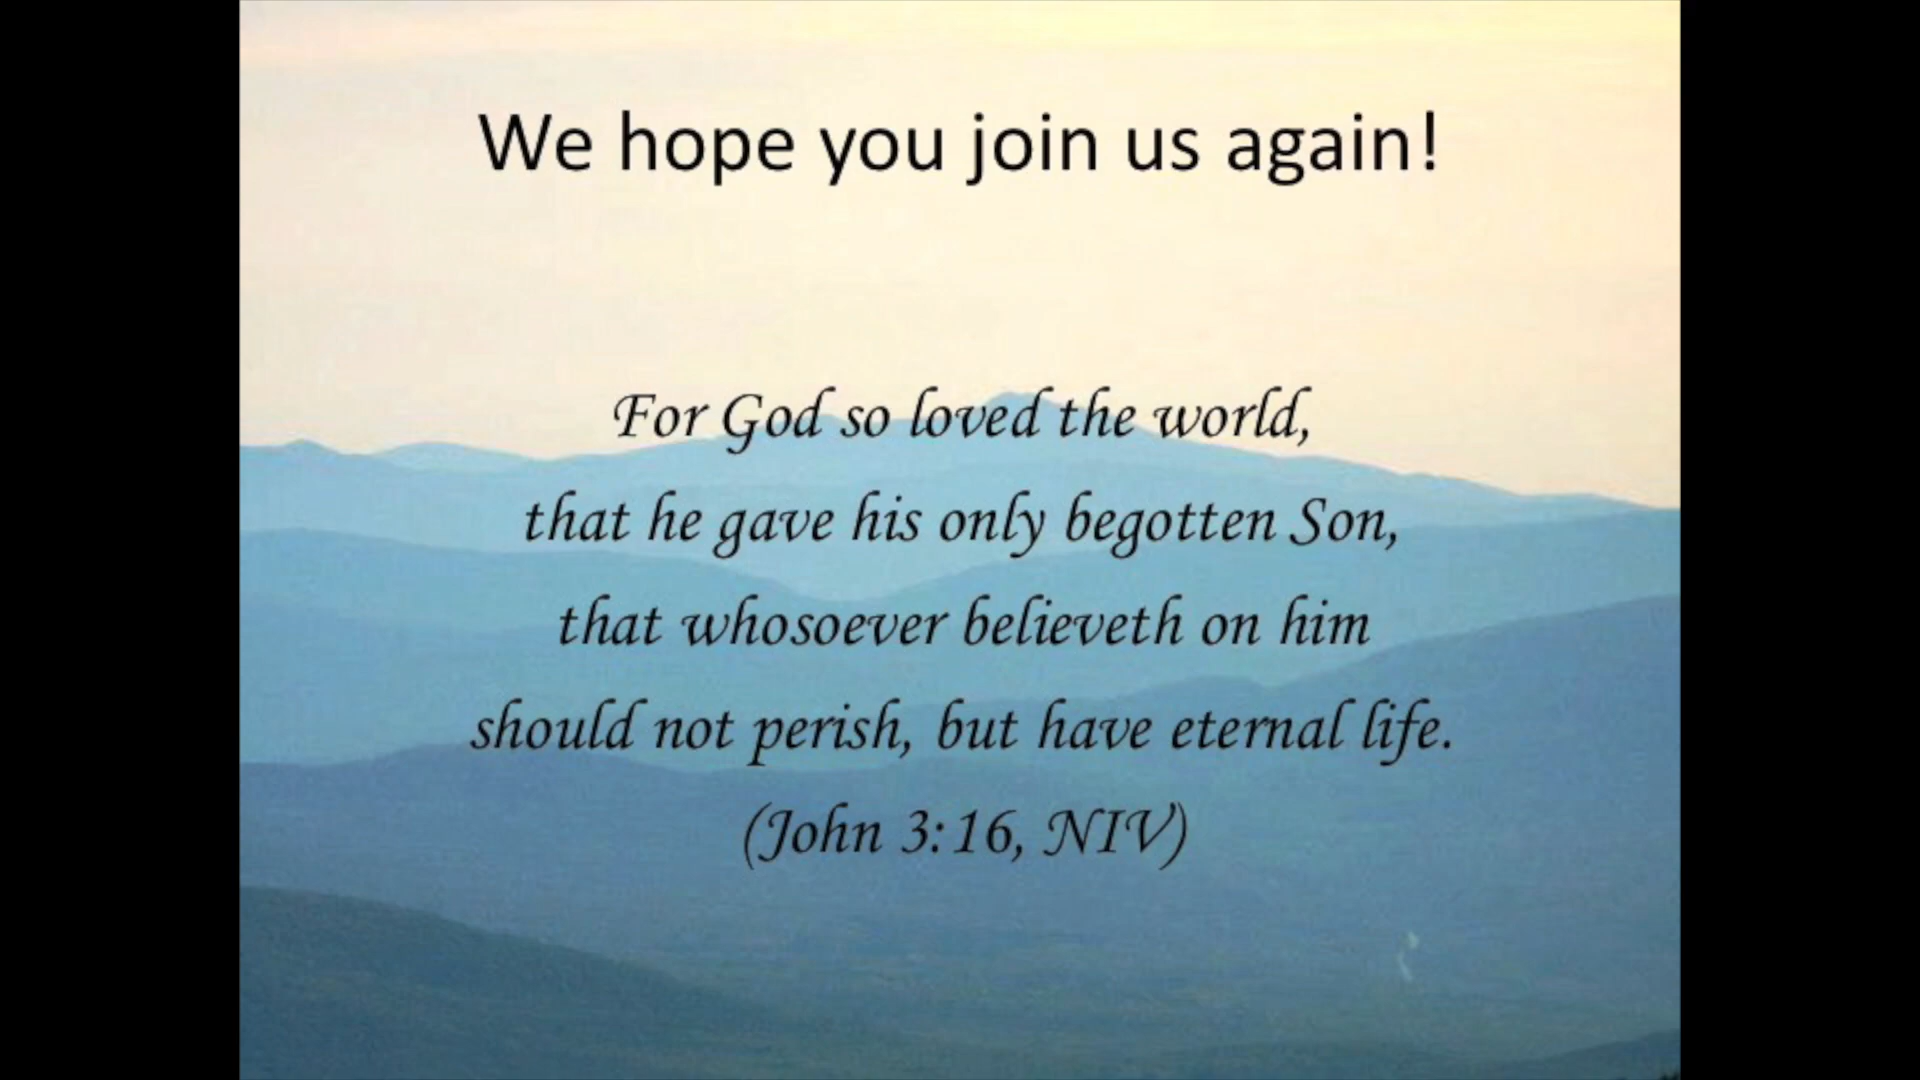 We hope you join us again!
For God so loved the world,
that he gave his only begotten Son,
that whosoever believeth on him
should not perish, but have eternal life.
(John 3:16, NIV)